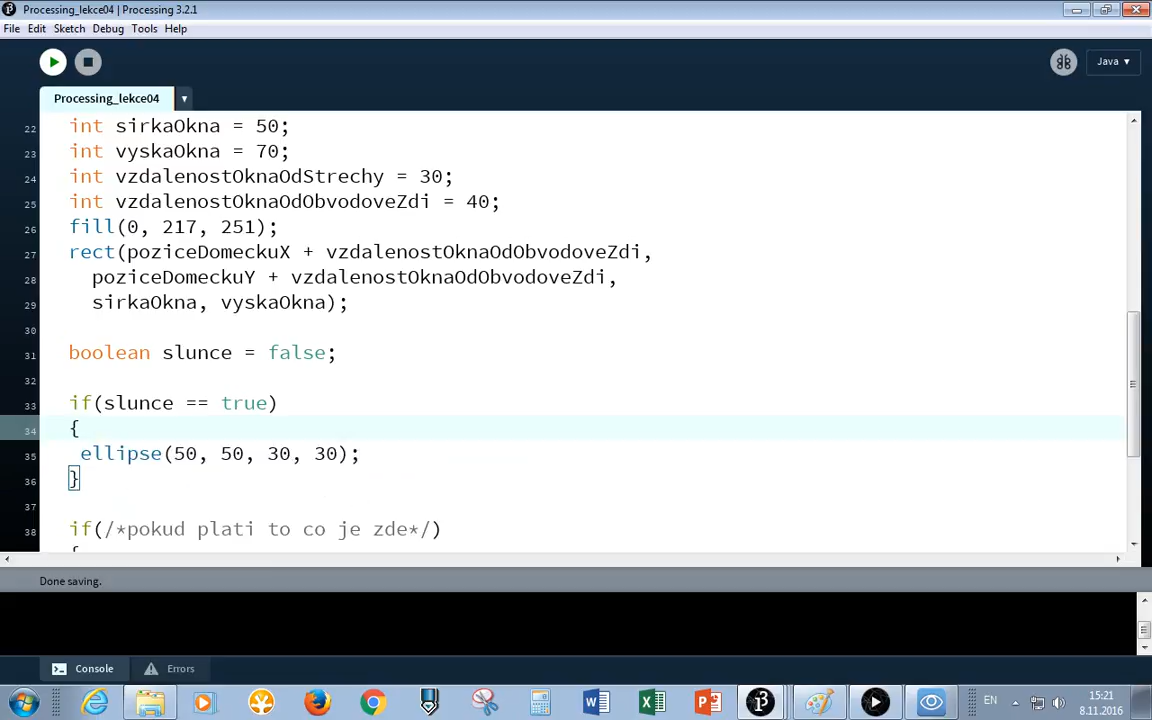 Processing_lekce04 | Processing 3.2.1
File Edit Sketch Debug Tools Help
Java ▾
Processing_lekce04
22 int sirkaOkna = 50;
23 int vyskaOkna = 70;
24 int vzdalenostOknaOdStrechy = 30;
25 int vzdalenostOknaOdObvodoveZdi = 40;
26 fill(0, 217, 251);
27 rect(poziceDomeckuX + vzdalenostOknaOdObvodoveZdi,
28 poziceDomeckuY + vzdalenostOknaOdObvodoveZdi,
29 sirkaOkna, vyskaOkna);
30
31 boolean slunce = false;
32
33 if(slunce == true)
34 {
35 ellipse(50, 50, 30, 30);
36 }
37
38 if(/*pokud plati to co je zde*/)
{
Done saving.
Console Errors
EN
15:21
8.11.2016